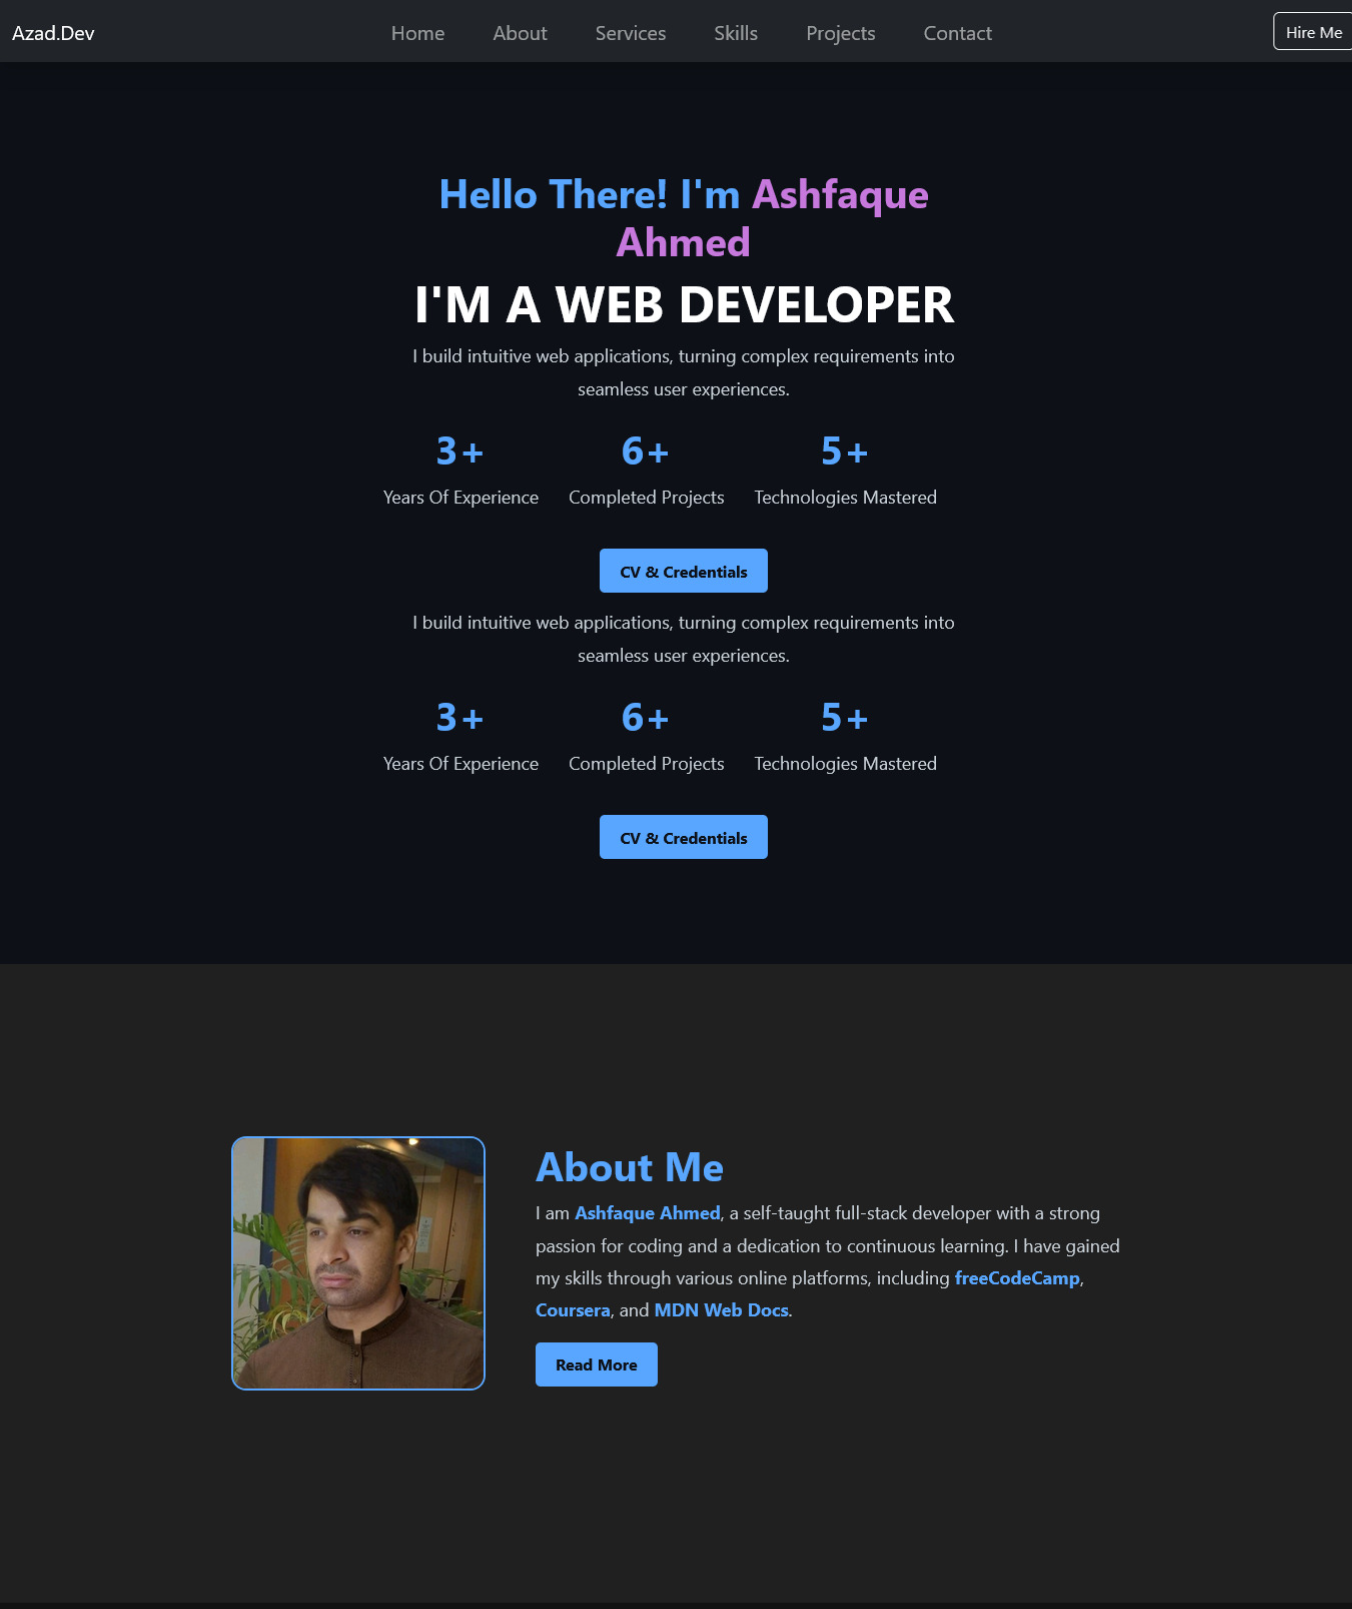 Azad.Dev Home About Services Skills Projects Contact Hire Me
Hello There! I'm Ashfaque
Ahmed
I'M A WEB DEVELOPER
I build intuitive web applications, turning complex requirements into
seamless user experiences.
3+ 6+ 5+
Years Of Experience Completed Projects Technologies Mastered
CV & Credentials
I build intuitive web applications, turning complex requirements into
seamless user experiences.
3+ 6+ 5+
Years Of Experience Completed Projects Technologies Mastered
CV & Credentials
About Me
I am Ashfaque Ahmed, a self-taught full-stack developer with a strong
passion for coding and a dedication to continuous learning. I have gained
my skills through various online platforms, including freeCodeCamp,
Coursera, and MDN Web Docs.
Read More